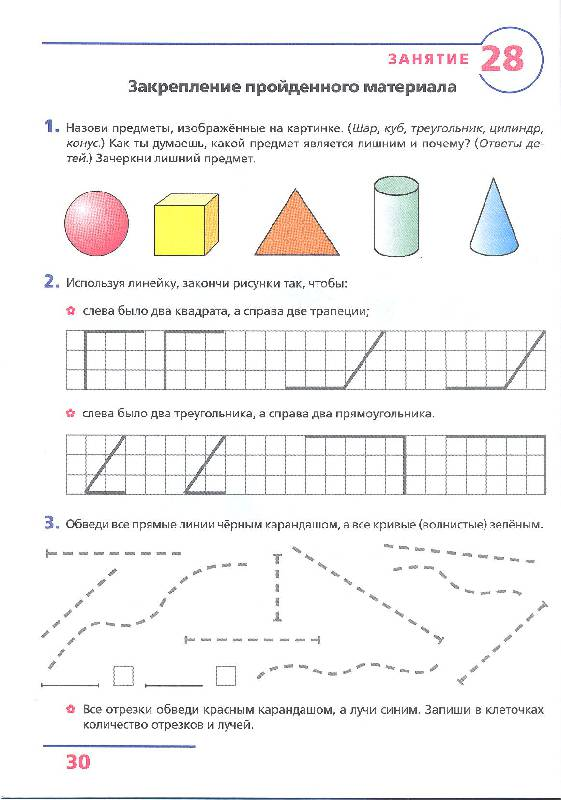 ЗАНЯТИЕ 28
Закрепление пройденного материала
1. Назови предметы, изображённые на картинке. (Шар, куб, треугольник, цилиндр,
конус.) Как ты думаешь, какой предмет является лишним и почему? (Ответы де-
тей.) Зачеркни лишний предмет.
2. Используя линейку, закончи рисунки так, чтобы:
слева было два квадрата, а справа две трапеции;
слева было два треугольника, а справа два прямоугольника.
3. Обведи все прямые линии чёрным карандашом, а все кривые (волнистые) зелёным.
Все отрезки обведи красным карандашом, а лучи синим. Запиши в клеточках
количество отрезков и лучей.
30